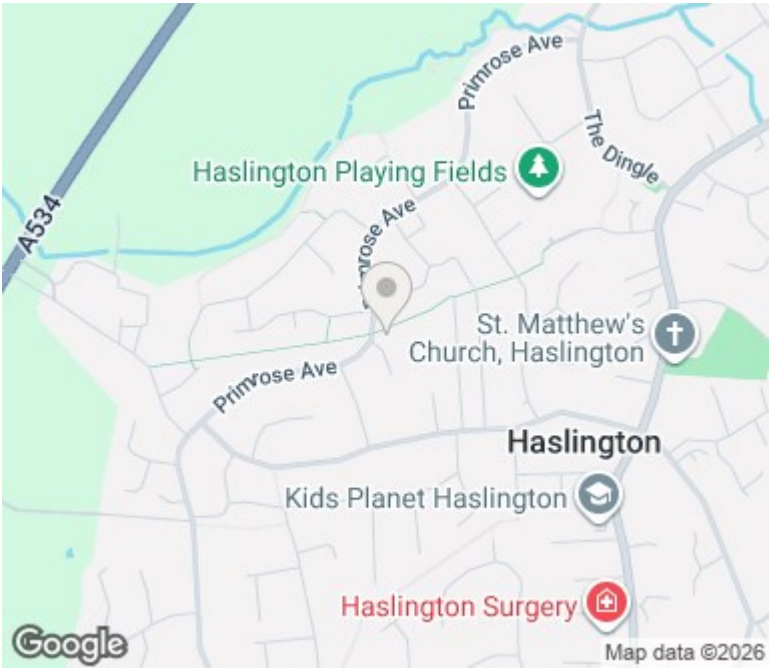 Primrose Ave
The Dingle
Haslington Playing Fields
A534
Primrose Ave
St. Matthew's
Church, Haslington
Primrose Ave
Haslington
Kids Planet Haslington
Haslington Surgery
Google
Map data ©2026